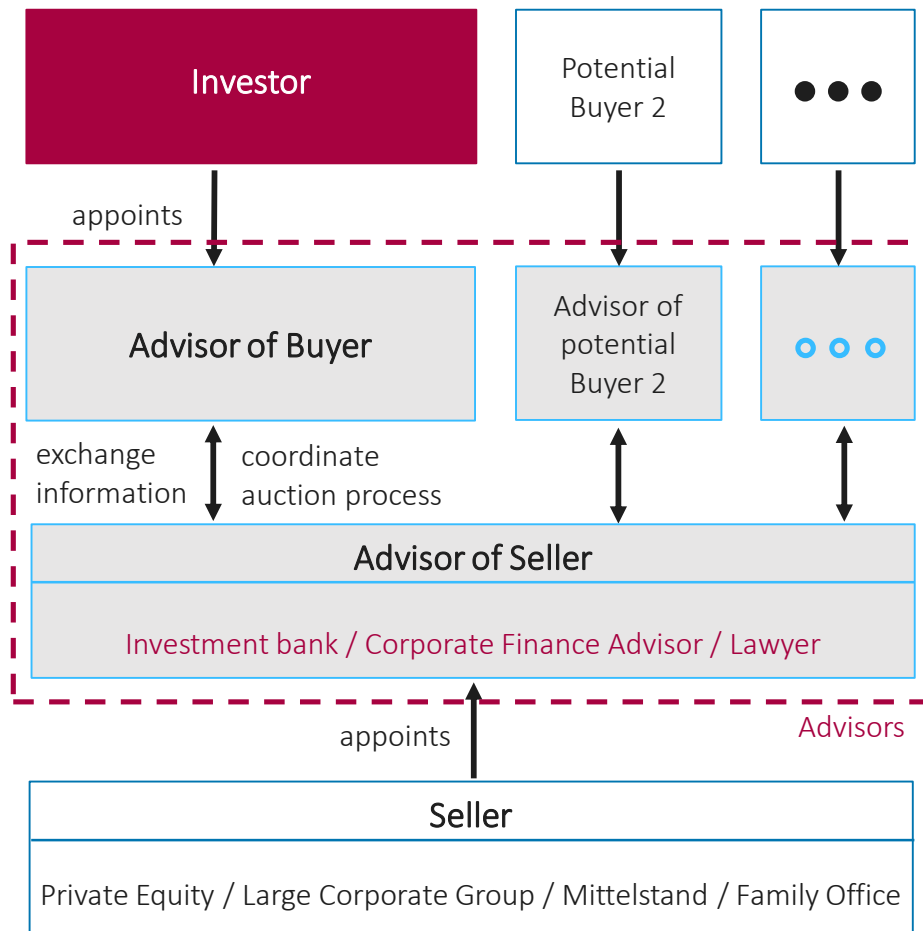 Investor
Potential
Buyer 2
appoints
Advisor of Buyer
Advisor of
potential
Buyer 2
exchange
information
coordinate
auction process
Advisor of Seller
Investment bank / Corporate Finance Advisor / Lawyer
Advisors
appoints
Seller
Private Equity / Large Corporate Group / Mittelstand / Family Office